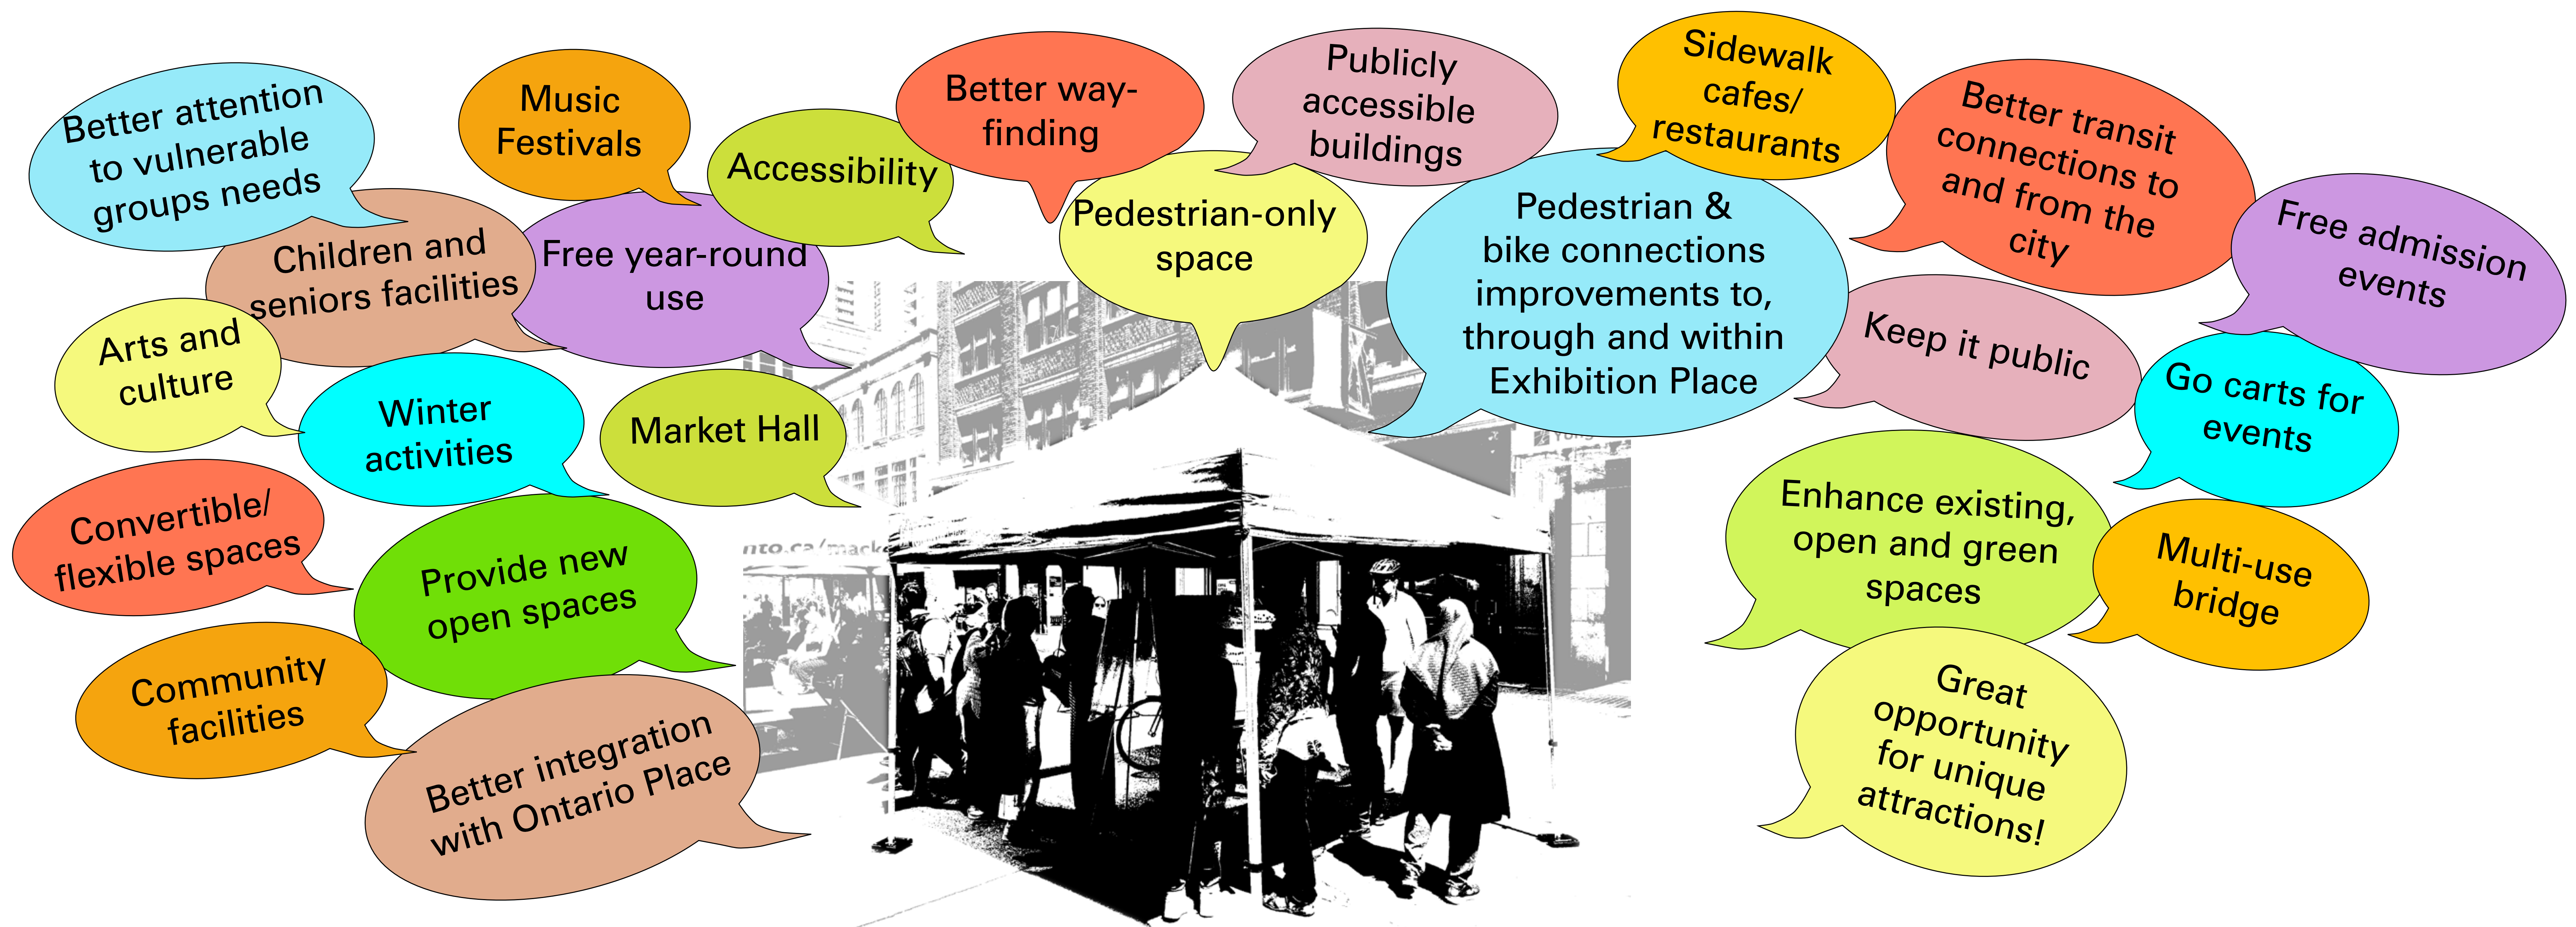 Better attention
to vulnerable
groups needs
Music
Festivals
Accessibility
Better way-
finding
Publicly
accessible
buildings
Sidewalk
cafes/
restaurants
Better transit
connections to
and from the
city
Free admission
events
Children and
seniors facilities
Free year-round
use
Pedestrian-only
space
Pedestrian &
bike connections
improvements to,
through and within
Exhibition Place
Keep it public
Go carts for
events
Arts and
culture
Winter
activities
Market Hall
Convertible/
flexible spaces
Provide new
open spaces
Enhance existing,
open and green
spaces
Multi-use
bridge
Community
facilities
Better integration
with Ontario Place
Great
opportunity
for unique
attractions!